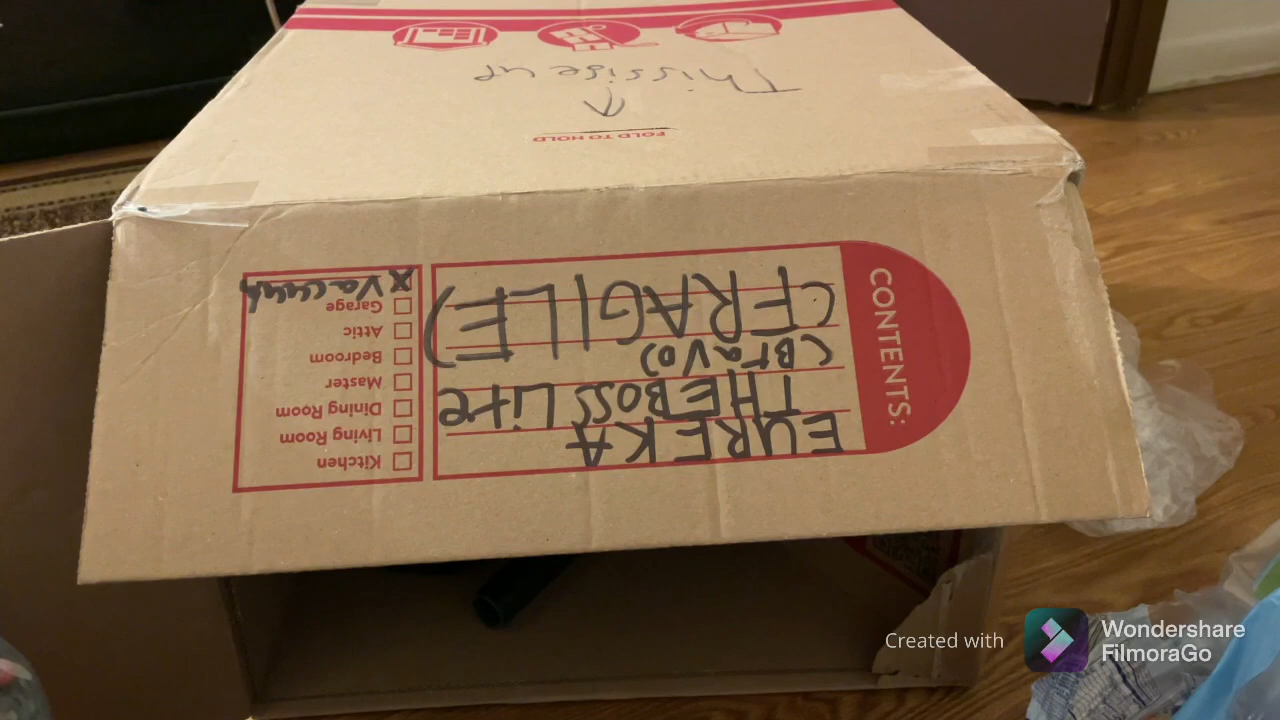 CONTENTS:
EUREKA
THE BOSS Lite
(BravO)
(FRAGILE)
Kitchen
Living Room
Dining Room
Master
Bedroom
Attic
Garage
x Vacuum
FOLD TO HOLD
↑
This side up
Created with
Wondershare
FilmoraGo